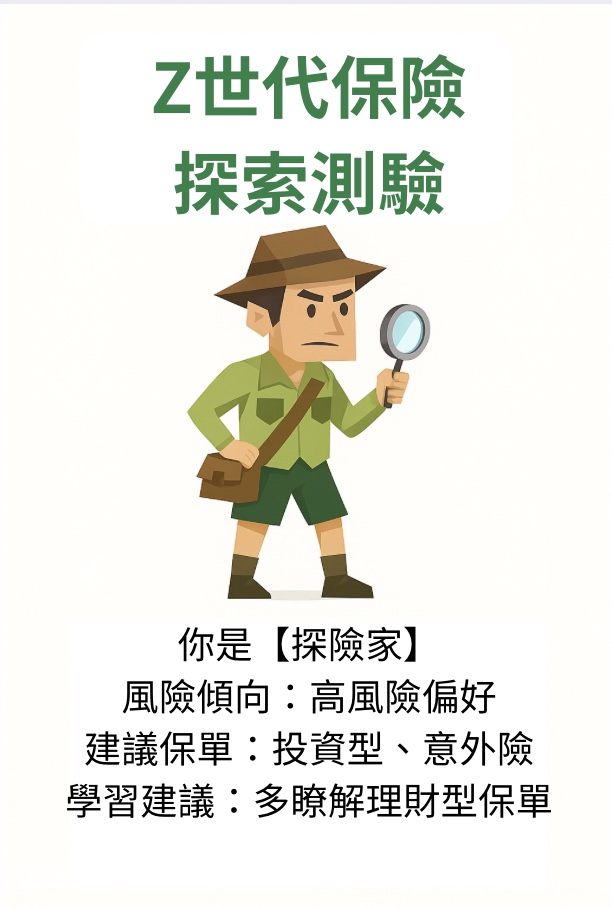 Z世代保險
探索測驗
你是【探險家】
風險傾向：高風險偏好
建議保單：投資型、意外險
學習建議：多瞭解理財型保單